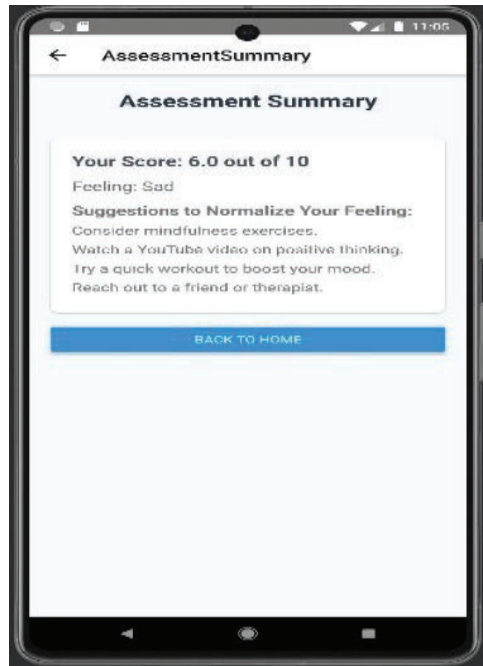 11:05
← AssessmentSummary
Assessment Summary
Your Score: 6.0 out of 10
Feeling: Sad
Suggestions to Normalize Your Feeling:
Consider mindfulness exercises.
Watch a YouTube video on positive thinking.
Try a quick workout to boost your mood.
Reach out to a friend or therapist.
BACK TO HOME